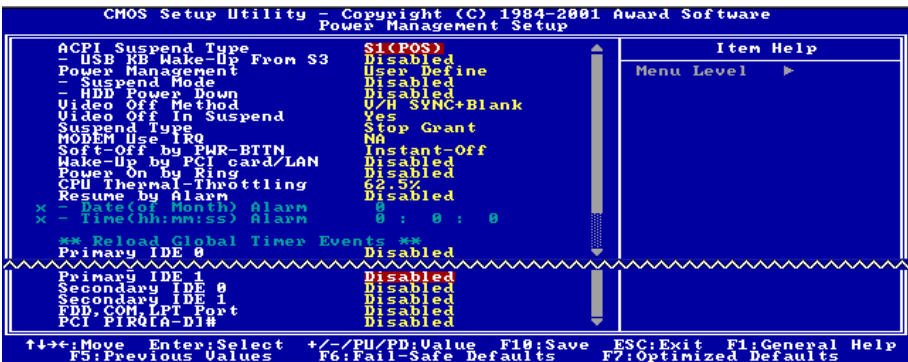 CMOS Setup Utility – Copyright (C) 1984-2001 Award Software
Power Management Setup
ACPI Suspend Type S1(POS)
- USB KB Wake-Up From S3 Disabled
Power Management User Define
- Suspend Mode Disabled
- HDD Power Down Disabled
Video Off Method V/H SYNC+Blank
Video Off In Suspend Yes
Suspend Type Stop Grant
MODEM Use IRQ NA
Soft-Off by PWR-BTTN Instant-Off
Wake-Up by PCI card/LAN Disabled
Power On by Ring Disabled
CPU Thermal-Throttling 62.5%
Resume by Alarm Disabled
x - Date(of Month) Alarm 0
x - Time(hh:mm:ss) Alarm 0 : 0 : 0
** Reload Global Timer Events **
Primary IDE 0 Disabled
Primary IDE 1 Disabled
Secondary IDE 0 Disabled
Secondary IDE 1 Disabled
FDD,COM,LPT Port Disabled
PCI PIRQ[A-D]# Disabled
Item Help
Menu Level ►
↑↓→←:Move Enter:Select +/-/PU/PD:Value F10:Save ESC:Exit F1:General Help
F5:Previous Values F6:Fail-Safe Defaults F7:Optimized Defaults